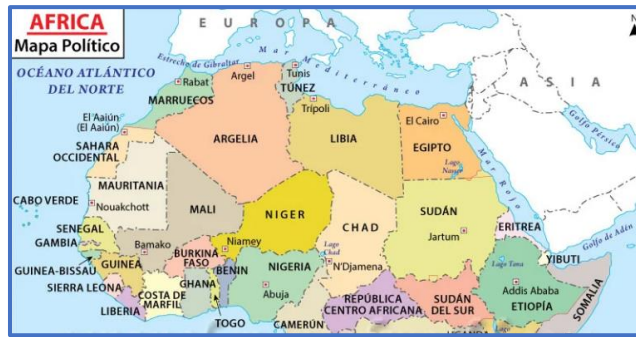 AFRICA
Mapa Político
EUROPA
ASIA
N
OCÉANO ATLÁNTICO
DEL NORTE
Estrecho de Gibraltar
Mar Mediterráneo
Argel
Tunis
TÚNEZ
Rabat
MARRUECOS
Trípoli
El Aaiún
(El Aaiún)
SAHARA
OCCIDENTAL
ARGELIA
LIBIA
El Cairo
EGIPTO
Lago
Nasser
Golfo Pérsico
Mar Rojo
MAURITANIA
Nouakchott
CABO VERDE
MALI
NIGER
CHAD
SUDÁN
Jartum
ERITREA
Golfo de Adén
SENEGAL
GAMBIA
Bamako
BURKINA
FASO
Niamey
Lago
Chad
N'Djamena
Lago Tana
YIBUTI
GUINEA-BISSAU
GUINEA
BENIN
NIGERIA
Abuja
Addis Ababa
ETIOPÍA
SOMALIA
SIERRA LEONA
GHANA
COSTA DE
MARFIL
LIBERIA
TOGO
CAMERÚN
REPÚBLICA
CENTRO AFRICANA
SUDÁN
DEL SUR
UGANDA